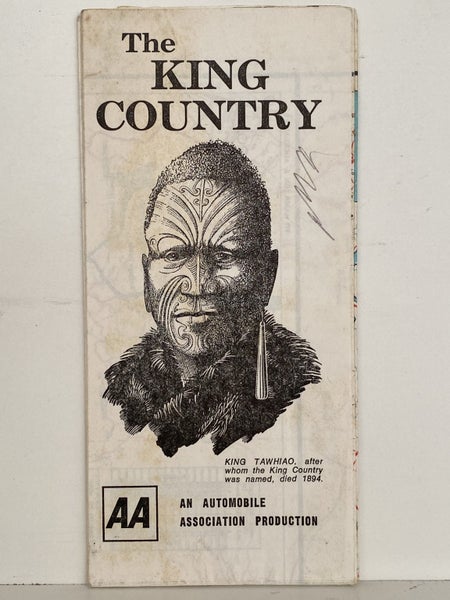 The
KING
COUNTRY
KING TAWHIAO, after
whom the King Country
was named, died 1894.
AA
AN AUTOMOBILE
ASSOCIATION PRODUCTION